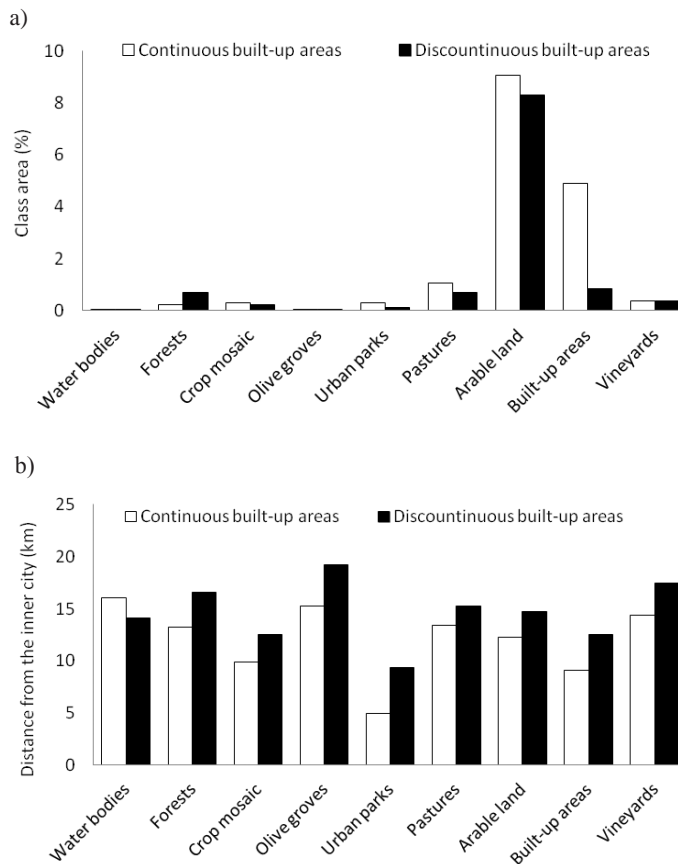 a)
Continuous built-up areas Discountinuous built-up areas
Class area (%)
10
8
6
4
2
0
Water bodies
Forests
Crop mosaic
Olive groves
Urban parks
Pastures
Arable land
Built-up areas
Vineyards
b)
Continuous built-up areas Discountinuous built-up areas
Distance from the inner city (km)
25
20
15
10
5
0
Water bodies
Forests
Crop mosaic
Olive groves
Urban parks
Pastures
Arable land
Built-up areas
Vineyards